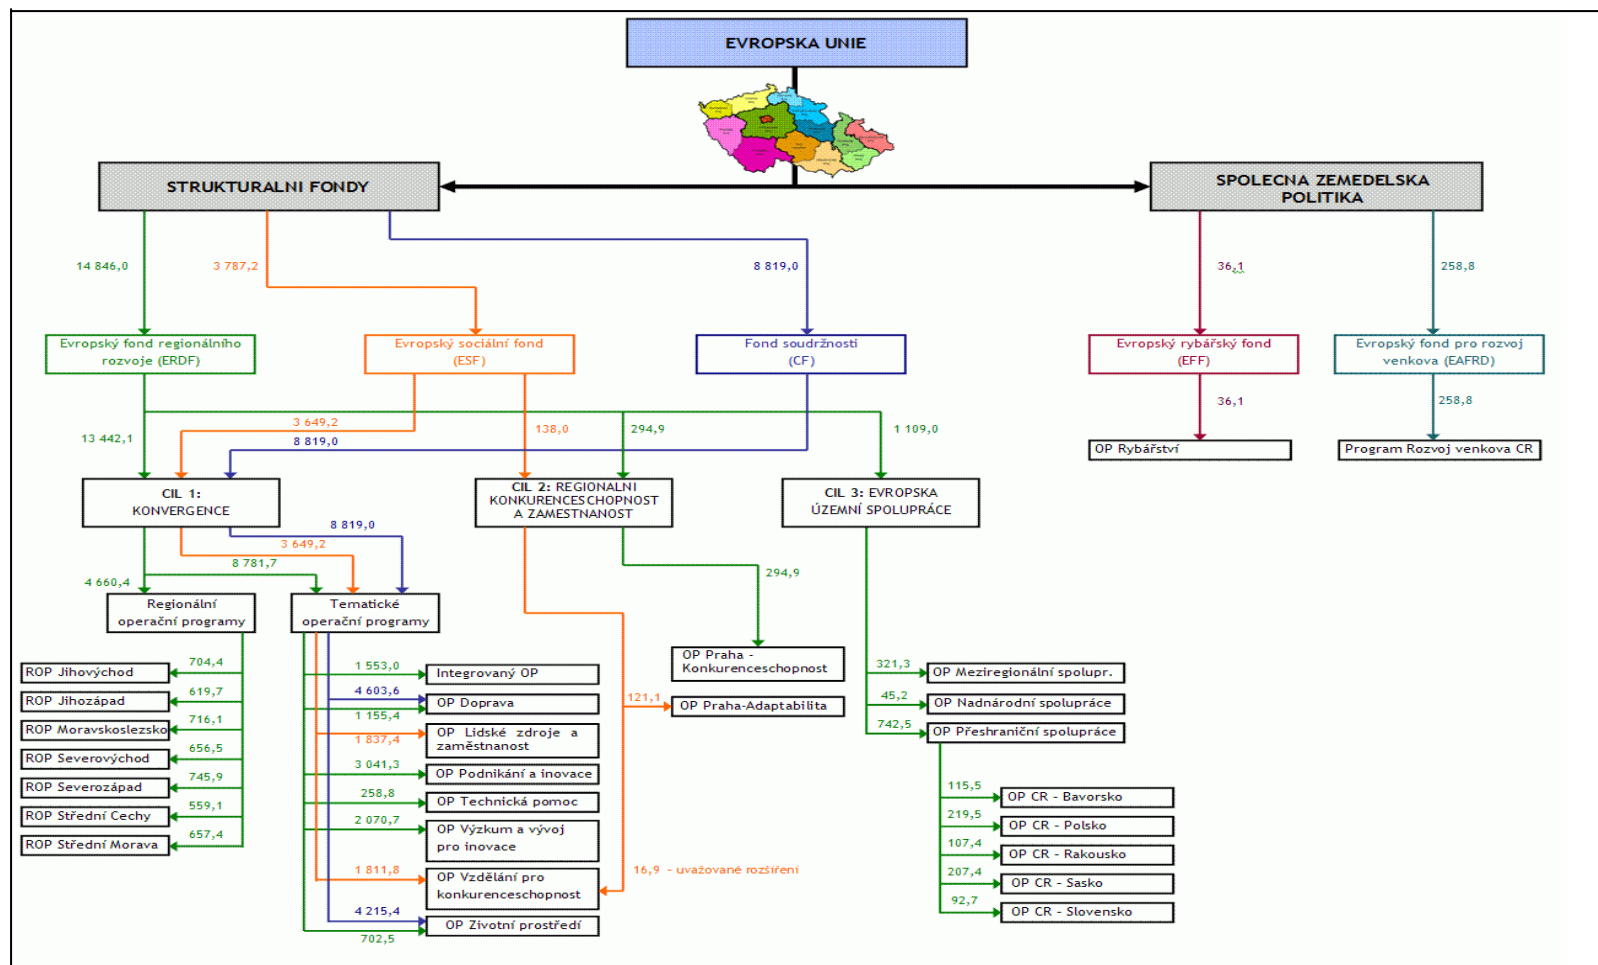 EVROPSKA UNIE
STRUKTURALNI FONDY
SPOLECNA ZEMEDELSKA
POLITIKA
14 846,0
3 787,2
8 819,0
36,1
258,8
Evropský fond regionálního
rozvoje (ERDF)
Evropský sociální fond
(ESF)
Fond soudržnosti
(CF)
Evropský rybářský fond
(EFF)
Evropský fond pro rozvoj
venkova (EAFRD)
13 442,1
3 649,2
8 819,0
138,0
294,9
1 109,0
36,1
258,8
OP Rybářství
Program Rozvoj venkova CR
CIL 1:
KONVERGENCE
CIL 2: REGIONALNI
KONKURENCESCHOPNOST
A ZAMESTNANOST
CIL 3: EVROPSKA
ÚZEMNÍ SPOLUPRÁCE
8 819,0
3 649,2
8 781,7
4 660,4
294,9
Regionální
operační programy
Tematické
operační programy
704,4
ROP Jihovýchod
619,7
ROP Jihozápad
716,1
ROP Moravskoslezsko
656,5
ROP Severovýchod
745,9
ROP Severozápad
559,1
ROP Střední Cechy
657,4
ROP Střední Morava
1 553,0
Integrovaný OP
4 603,6
OP Doprava
1 155,4
OP Lidské zdroje a
zaměstnanost
1 837,4
3 041,3
OP Podnikání a inovace
258,8
OP Technická pomoc
2 070,7
OP Výzkum a vývoj
pro inovace
1 811,8
OP Vzdělání pro
konkurenceschopnost
4 215,4
OP Zivotní prostředí
702,5
OP Praha -
Konkurenceschopnost
121,1
OP Praha-Adaptabilita
16,9 - uvažované rozšíření
321,3
OP Meziregionální spolupr.
45,2
OP Nadnárodní spolupráce
742,5
OP Přeshraniční spolupráce
115,5
OP CR - Bavorsko
219,5
OP CR - Polsko
107,4
OP CR - Rakousko
207,4
OP CR - Sasko
92,7
OP CR - Slovensko